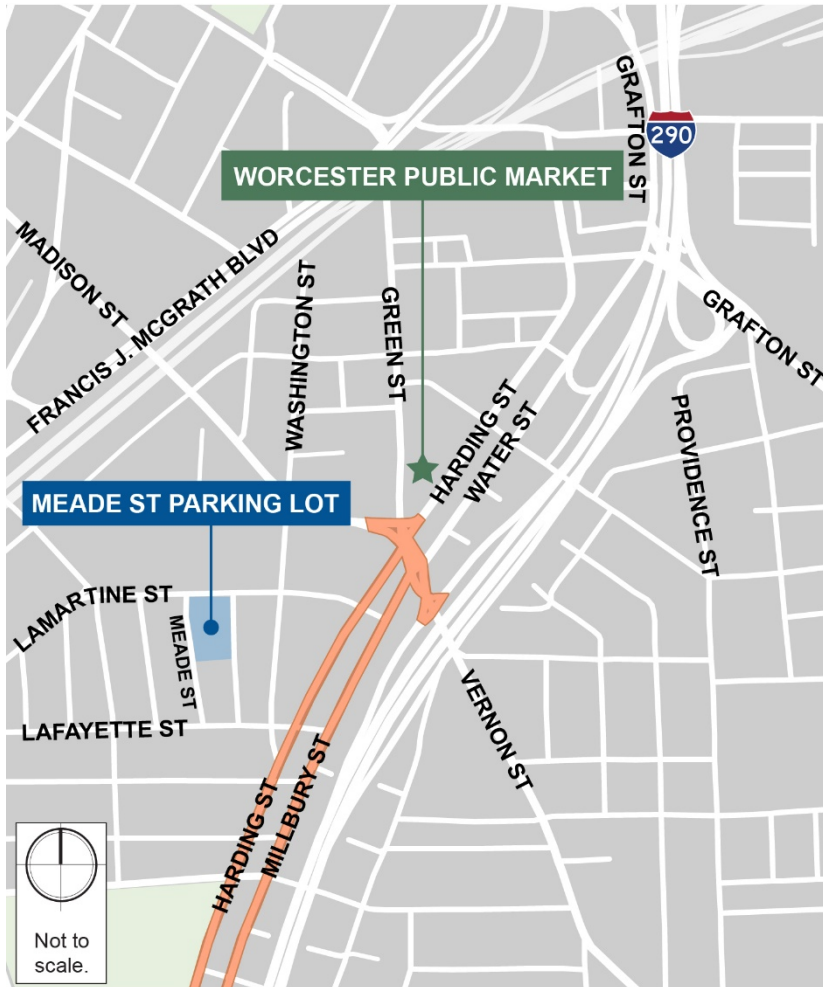 GRAFTON ST
290
WORCESTER PUBLIC MARKET
MADISON ST
FRANCIS J. MCGRATH BLVD
WASHINGTON ST
GREEN ST
GRAFTON ST
HARDING ST
WATER ST
PROVIDENCE ST
MEADE ST PARKING LOT
LAMARTINE ST
MEADE ST
LAFAYETTE ST
VERNON ST
HARDING ST
MILLBURY ST
Not to
scale.